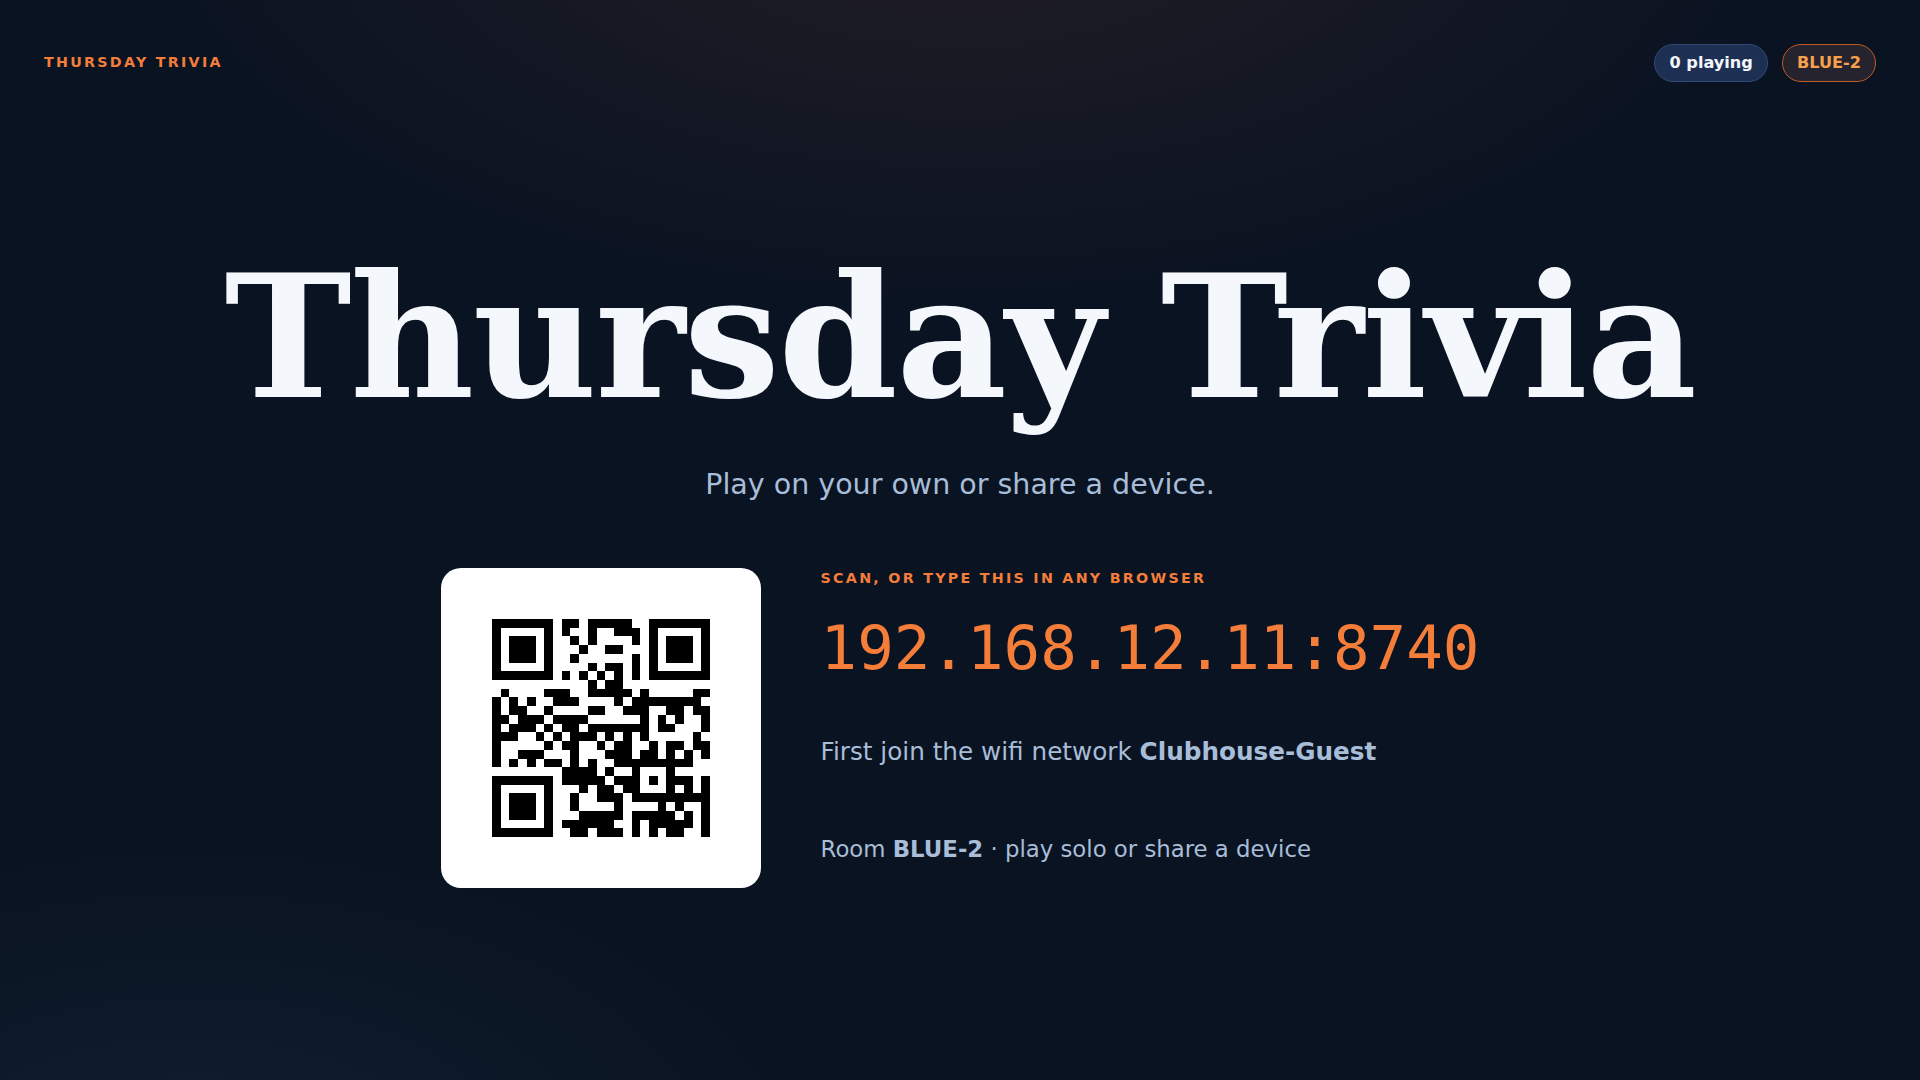 THURSDAY TRIVIA
0 playing
BLUE-2
Thursday Trivia
Play on your own or share a device.
SCAN, OR TYPE THIS IN ANY BROWSER
192.168.12.11:8740
First join the wifi network Clubhouse-Guest
Room BLUE-2 · play solo or share a device